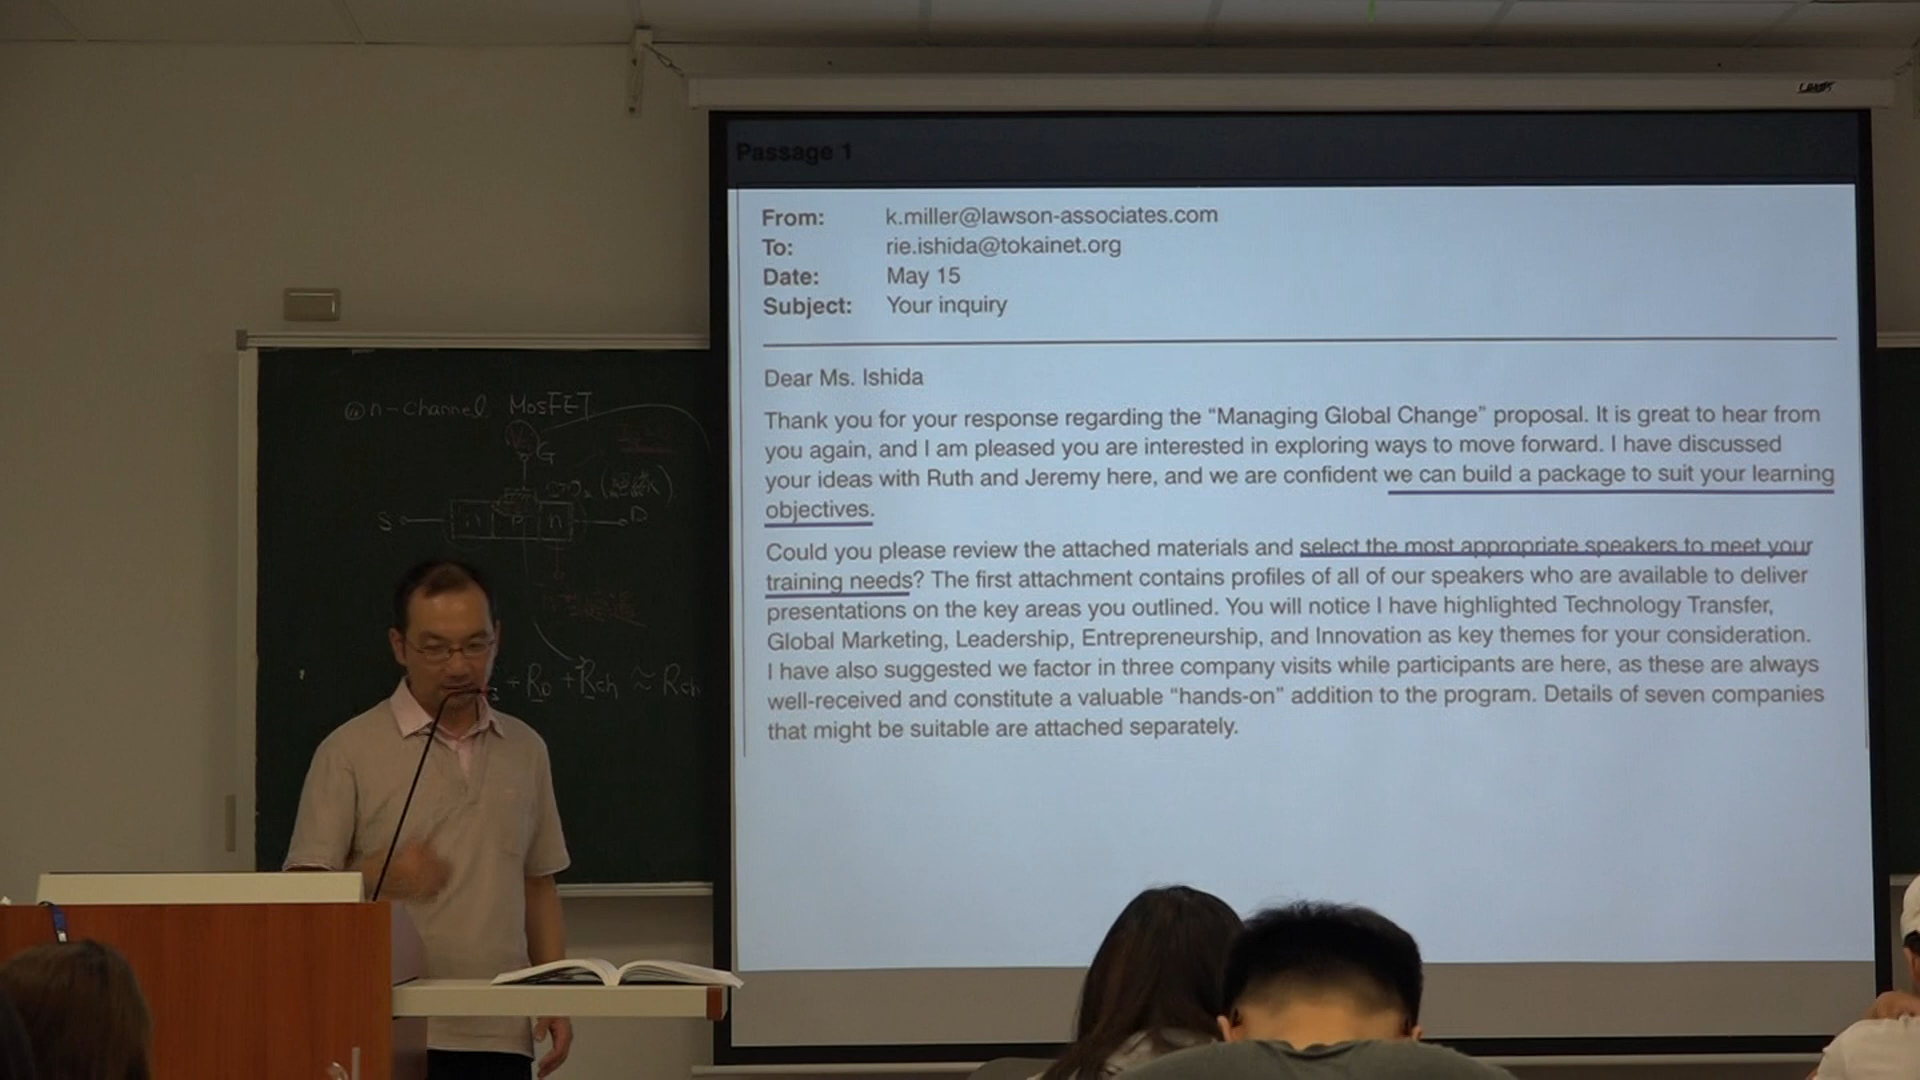 Passage 1
From: k.miller@lawson-associates.com
To: rie.ishida@tokainet.org
Date: May 15
Subject: Your inquiry
Dear Ms. Ishida
Thank you for your response regarding the “Managing Global Change” proposal. It is great to hear from
you again, and I am pleased you are interested in exploring ways to move forward. I have discussed
your ideas with Ruth and Jeremy here, and we are confident we can build a package to suit your learning
objectives.
Could you please review the attached materials and select the most appropriate speakers to meet your
training needs? The first attachment contains profiles of all of our speakers who are available to deliver
presentations on the key areas you outlined. You will notice I have highlighted Technology Transfer,
Global Marketing, Leadership, Entrepreneurship, and Innovation as key themes for your consideration.
I have also suggested we factor in three company visits while participants are here, as these are always
well-received and constitute a valuable “hands-on” addition to the program. Details of seven companies
that might be suitable are attached separately.
n-channel MosFET
G
(絕緣)
S n P n D
+ R_D + R_ch ≈ R_ch